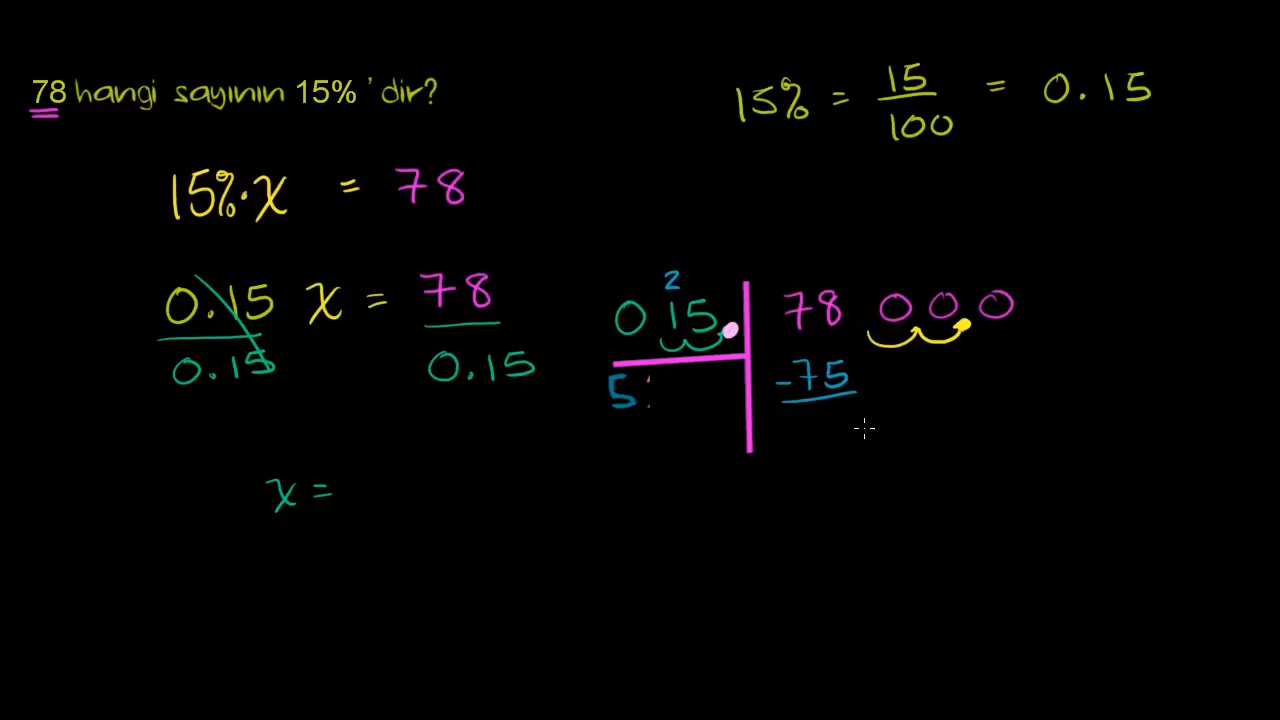 78 hangi sayının 15% 'dir?
15% = 15/100 = 0.15
15%·x = 78
0.15 x = 78
0.15 0.15
2
0 15. 78 000
5 -75
x =